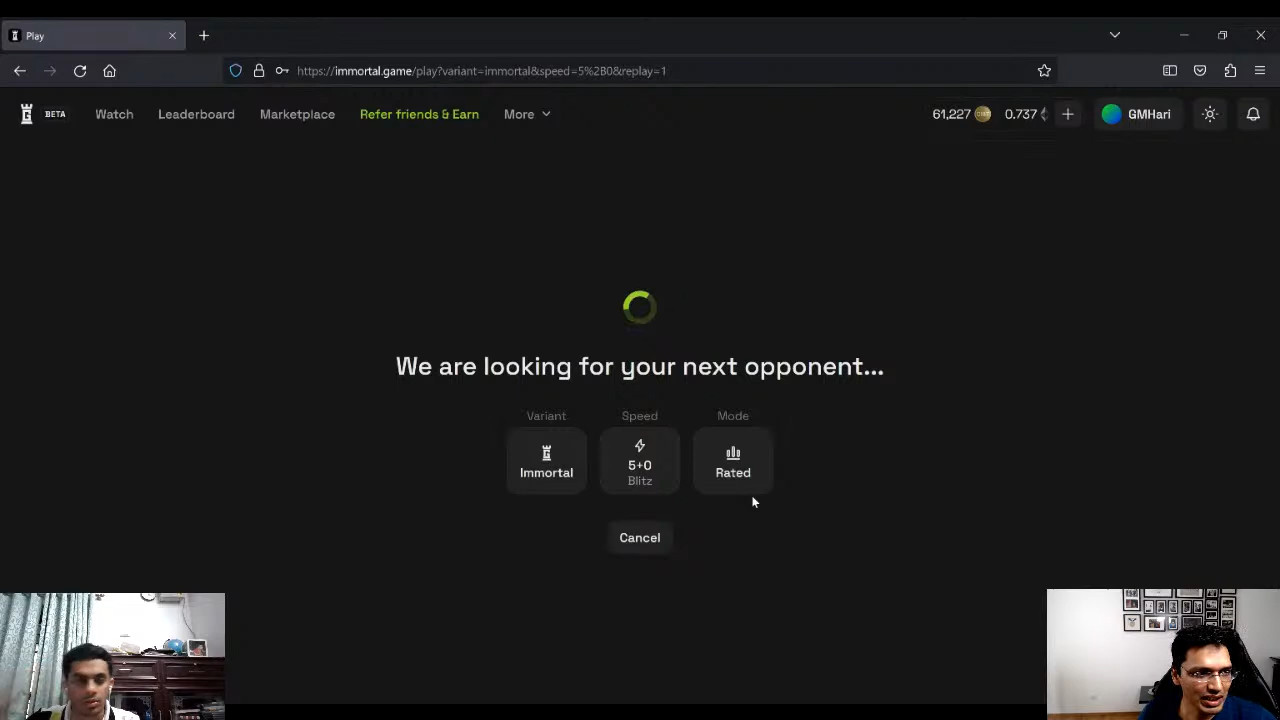 Play
https://immortal.game/play?variant=immortal&speed=5%2B0&replay=1
BETA Watch Leaderboard Marketplace Refer friends & Earn More 61,227 0.737 GMHari
We are looking for your next opponent...
Variant Speed Mode
Immortal 5+0 Rated
Blitz
Cancel